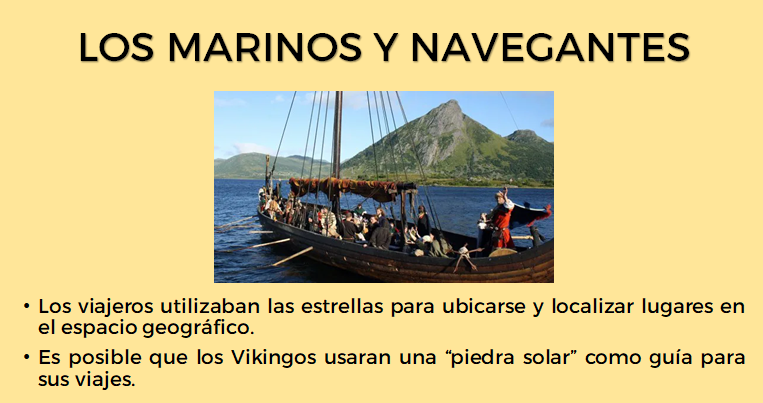 LOS MARINOS Y NAVEGANTES
• Los viajeros utilizaban las estrellas para ubicarse y localizar lugares en
el espacio geográfico.
• Es posible que los Vikingos usaran una “piedra solar” como guía para
sus viajes.